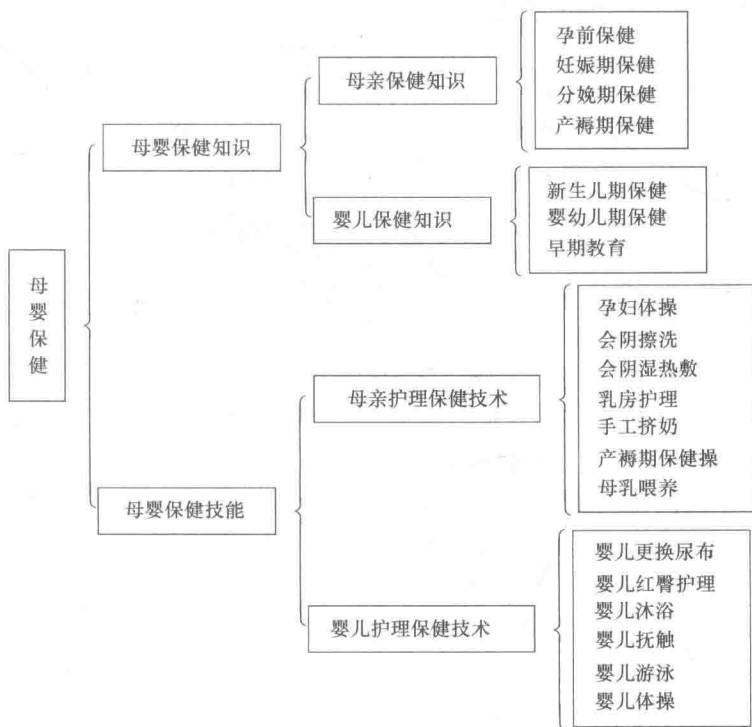 母婴保健
母婴保健知识
母亲保健知识
孕前保健
妊娠期保健
分娩期保健
产褥期保健
婴儿保健知识
新生儿期保健
婴幼儿期保健
早期教育
母婴保健技能
母亲护理保健技术
孕妇体操
会阴擦洗
会阴湿热敷
乳房护理
手工挤奶
产褥期保健操
母乳喂养
婴儿护理保健技术
婴儿更换尿布
婴儿红臀护理
婴儿沐浴
婴儿抚触
婴儿游泳
婴儿体操